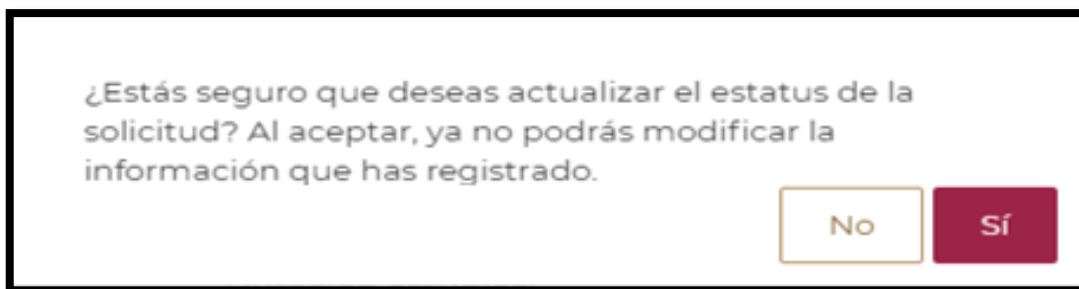 ¿Estás seguro que deseas actualizar el estatus de la
solicitud? Al aceptar, ya no podrás modificar la
información que has registrado.
No Sí